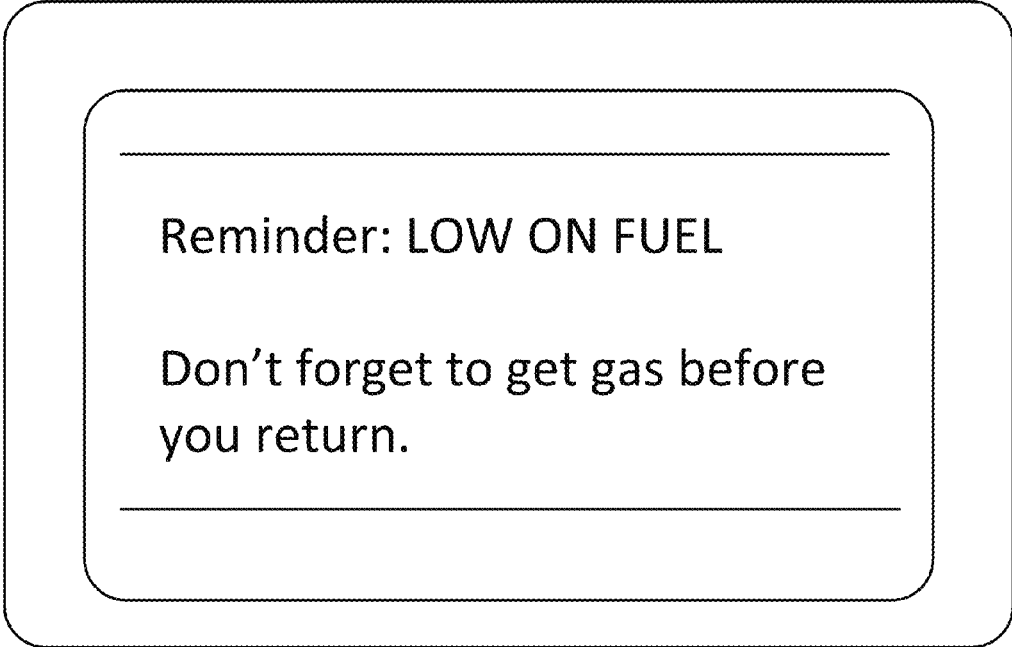 Reminder: LOW ON FUEL
Don’t forget to get gas before
you return.